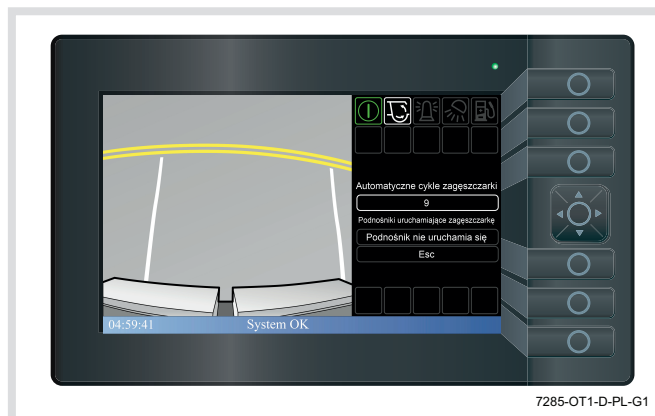 Automatyczne cykle zagęszczarki
9
Podnośniki uruchamiające zagęszczarkę
Podnośnik nie uruchamia się
Esc
04:59:41 System OK
7285-OT1-D-PL-G1